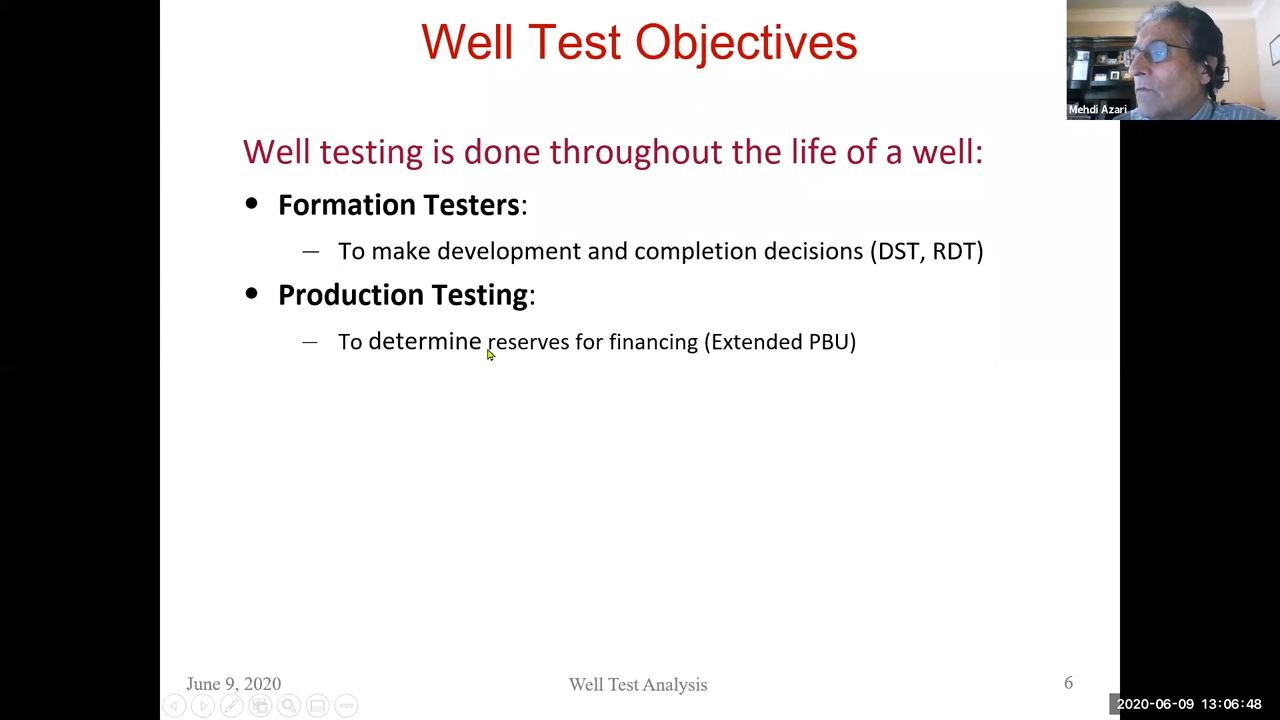 Well Test Objectives
Mehdi Azari
Well testing is done throughout the life of a well:
• Formation Testers:
— To make development and completion decisions (DST, RDT)
• Production Testing:
— To determine reserves for financing (Extended PBU)
June 9, 2020
Well Test Analysis
6
2020-06-09 13:06:48